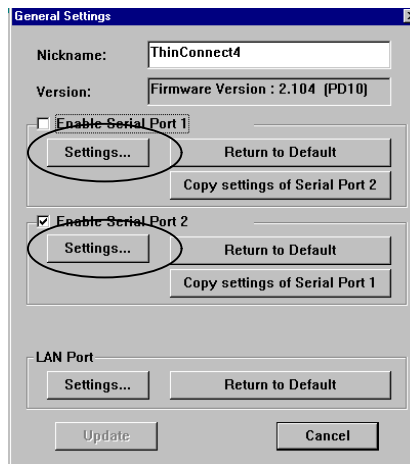 General Settings
Nickname: ThinConnect4
Version: Firmware Version : 2.104 (PD10)
Enable Serial Port 1
Settings... Return to Default
Copy settings of Serial Port 2
Enable Serial Port 2
Settings... Return to Default
Copy settings of Serial Port 1
LAN Port
Settings... Return to Default
Update Cancel